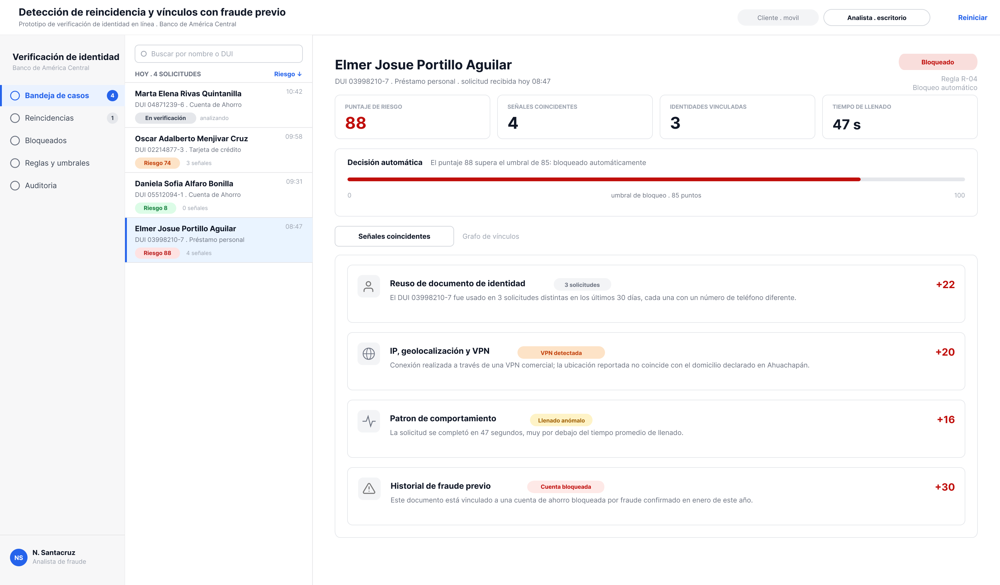 Detección de reincidencia y vínculos con fraude previo
Prototipo de verificación de identidad en línea . Banco de América Central
Cliente . movil
Analista . escritorio
Reiniciar
Verificación de identidad
Banco de América Central
Bandeja de casos
4
Reincidencias
1
Bloqueados
Reglas y umbrales
Auditoria
N. Santacruz
NS
Analista de fraude
Buscar por nombre o DUI
HOY . 4 SOLICITUDES
Riesgo ↓
Marta Elena Rivas Quintanilla
10:42
DUI 04871239-6 . Cuenta de Ahorro
En verificación
analizando
Oscar Adalberto Menjivar Cruz
09:58
DUI 02214877-3 . Tarjeta de crédito
Riesgo 74
3 señales
Daniela Sofia Alfaro Bonilla
09:31
DUI 05512094-1 . Cuenta de Ahorro
Riesgo 8
0 señales
Elmer Josue Portillo Aguilar
08:47
DUI 03998210-7 . Préstamo personal
Riesgo 88
4 señales
Elmer Josue Portillo Aguilar
DUI 03998210-7 . Préstamo personal . solicitud recibida hoy 08:47
Bloqueado
Regla R-04
Bloqueo automático
PUNTAJE DE RIESGO
88
SEÑALES COINCIDENTES
4
IDENTIDADES VINCULADAS
3
TIEMPO DE LLENADO
47 s
Decisión automática
El puntaje 88 supera el umbral de 85: bloqueado automáticamente
0
umbral de bloqueo . 85 puntos
100
Señales coincidentes
Grafo de vínculos
Reuso de documento de identidad
3 solicitudes
+22
El DUI 03998210-7 fue usado en 3 solicitudes distintas en los últimos 30 días, cada una con un número de teléfono diferente.
IP, geolocalización y VPN
VPN detectada
+20
Conexión realizada a través de una VPN comercial; la ubicación reportada no coincide con el domicilio declarado en Ahuachapán.
Patron de comportamiento
Llenado anómalo
+16
La solicitud se completó en 47 segundos, muy por debajo del tiempo promedio de llenado.
Historial de fraude previo
Cuenta bloqueada
+30
Este documento está vinculado a una cuenta de ahorro bloqueada por fraude confirmado en enero de este año.